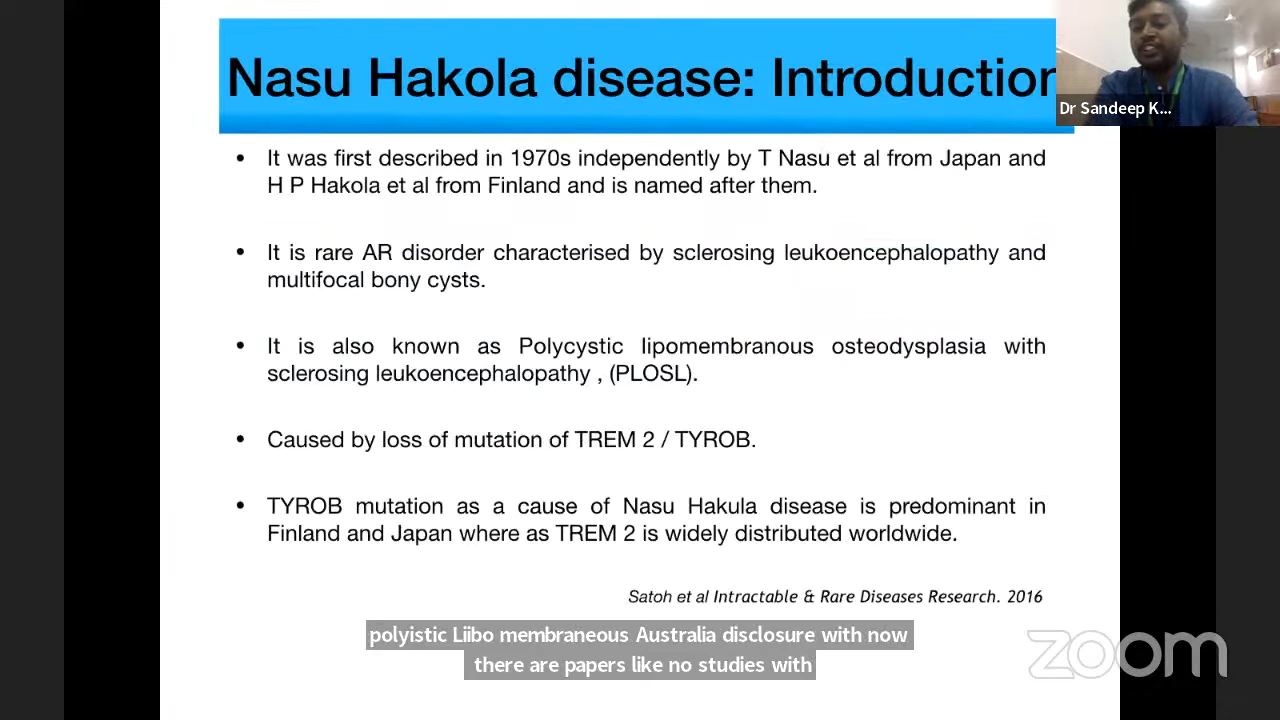 Nasu Hakola disease: Introduction
Dr Sandeep K...
• It was first described in 1970s independently by T Nasu et al from Japan and
H P Hakola et al from Finland and is named after them.
• It is rare AR disorder characterised by sclerosing leukoencephalopathy and
multifocal bony cysts.
• It is also known as Polycystic lipomembranous osteodysplasia with
sclerosing leukoencephalopathy , (PLOSL).
• Caused by loss of mutation of TREM 2 / TYROB.
• TYROB mutation as a cause of Nasu Hakula disease is predominant in
Finland and Japan where as TREM 2 is widely distributed worldwide.
Satoh et al Intractable & Rare Diseases Research. 2016
polyistic Liibo membraneous Australia disclosure with now
there are papers like no studies with
zoom